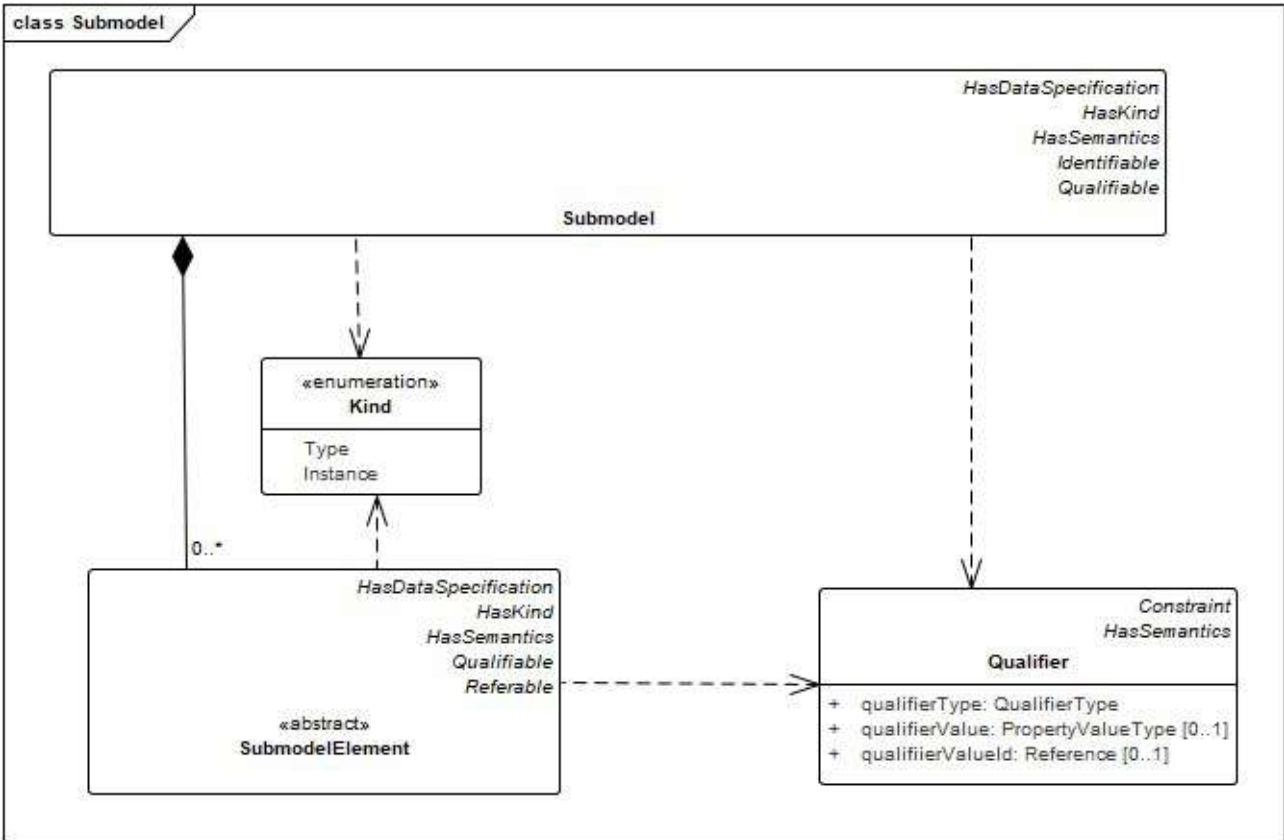 class Submodel
HasDataSpecification
HasKind
HasSemantics
Identifiable
Qualifiable
Submodel
«enumeration»
Kind
Type
Instance
0..*
HasDataSpecification
HasKind
HasSemantics
Qualifiable
Referable
«abstract»
SubmodelElement
Constraint
HasSemantics
Qualifier
+ qualifierType: QualifierType
+ qualifierValue: PropertyValueType [0..1]
+ qualifiierValueId: Reference [0..1]